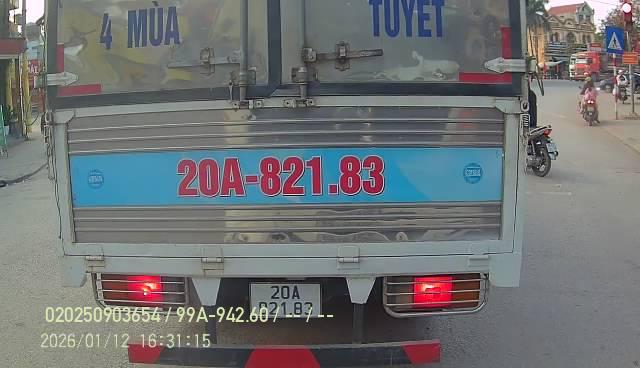 4 MÙA
TUYẾT
20A-821.83
20A
821.83
020250903654 / 99A-942.60 / -- / --
2026/01/12 16:31:15